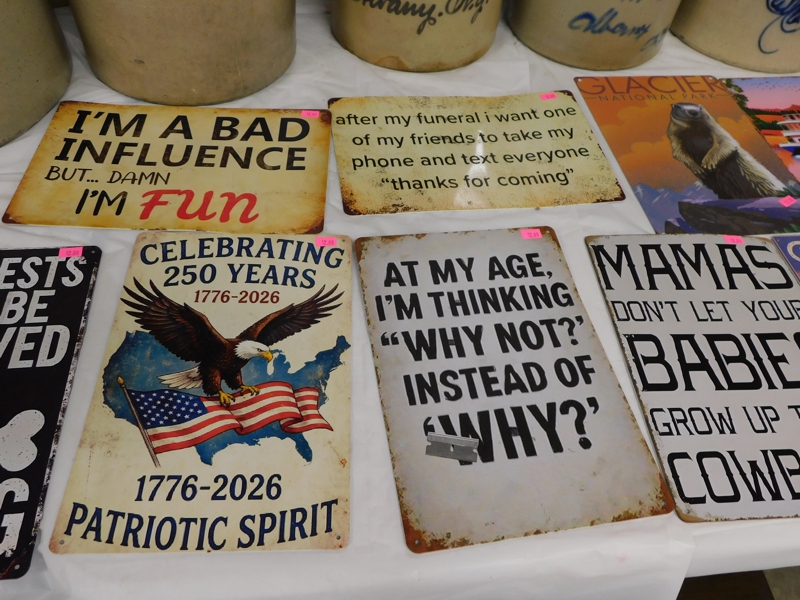 Albany, N.Y.
Albany
I'M A BAD
INFLUENCE
BUT... DAMN
I'M FUN
after my funeral i want one
of my friends to take my
phone and text everyone
“thanks for coming”
GLACIER
NATIONAL PARK
ESTS
BE
VED
G
CELEBRATING
250 YEARS
1776-2026
1776-2026
PATRIOTIC SPIRIT
AT MY AGE,
I'M THINKING
“WHY NOT?’
INSTEAD OF
‘WHY?’
MAMAS
DON'T LET YOUR
BABIES
GROW UP T
COWB